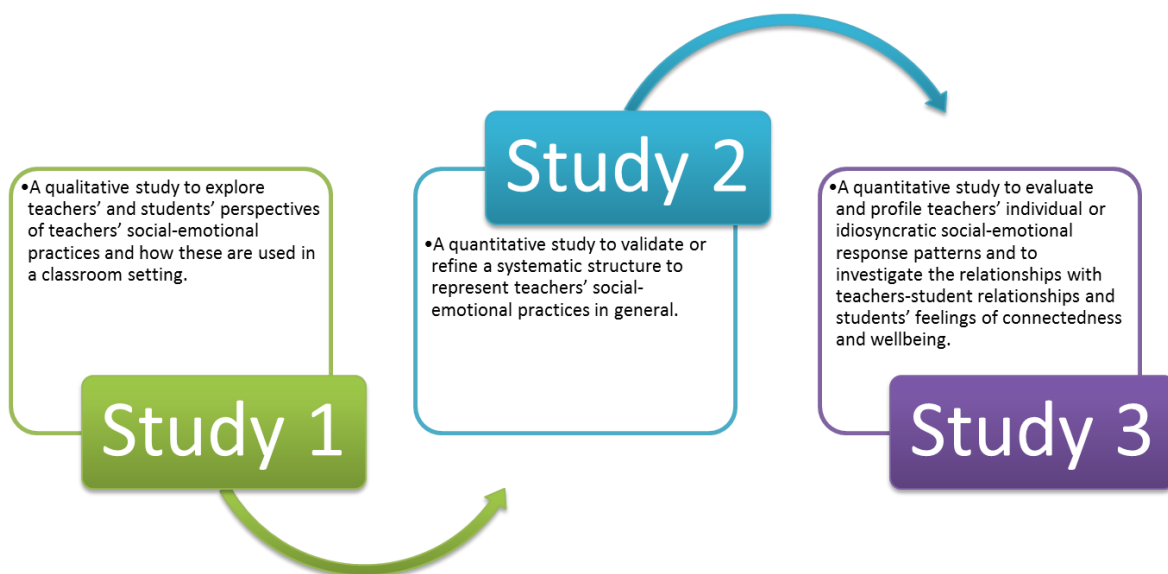 •A qualitative study to explore
teachers’ and students’ perspectives
of teachers’ social-emotional
practices and how these are used in
a classroom setting.
Study 1
Study 2
•A quantitative study to validate or
refine a systematic structure to
represent teachers’ social-
emotional practices in general.
•A quantitative study to evaluate
and profile teachers’ individual or
idiosyncratic social-emotional
response patterns and to
investigate the relationships with
teachers-student relationships and
students’ feelings of connectedness
and wellbeing.
Study 3